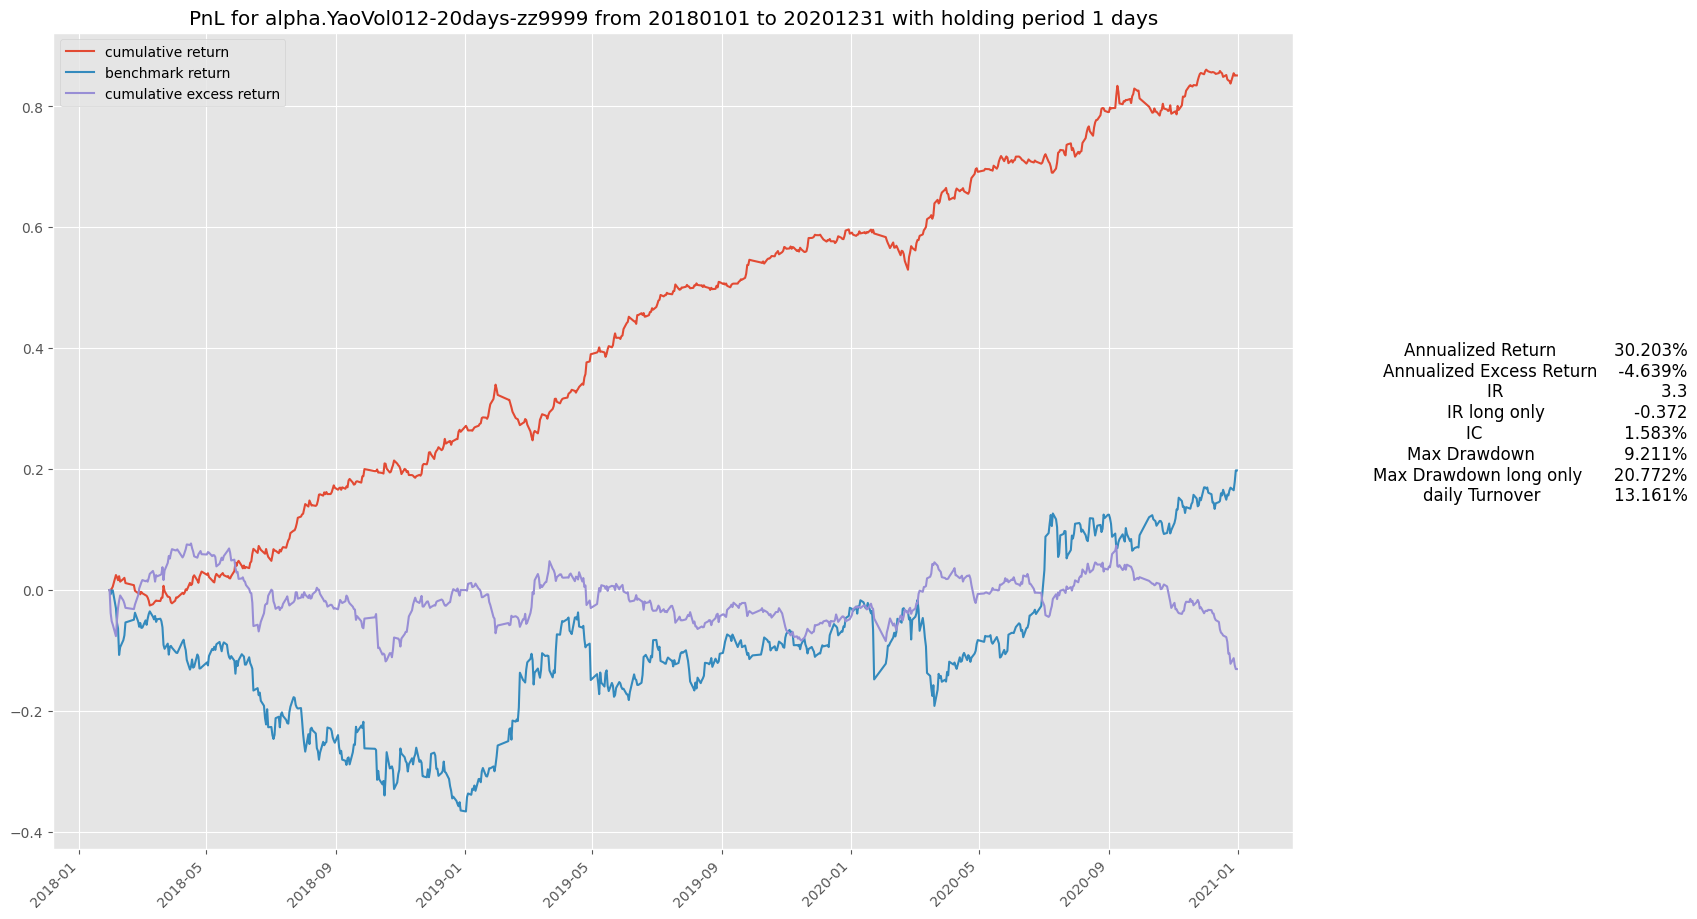 PnL for alpha.YaoVol012-20days-zz9999 from 20180101 to 20201231 with holding period 1 days
cumulative return
benchmark return
cumulative excess return
0.8
0.6
0.4
0.2
0.0
−0.2
−0.4
2018-01
2018-05
2018-09
2019-01
2019-05
2019-09
2020-01
2020-05
2020-09
2021-01
Annualized Return 30.203%
Annualized Excess Return -4.639%
IR 3.3
IR long only -0.372
IC 1.583%
Max Drawdown 9.211%
Max Drawdown long only 20.772%
daily Turnover 13.161%